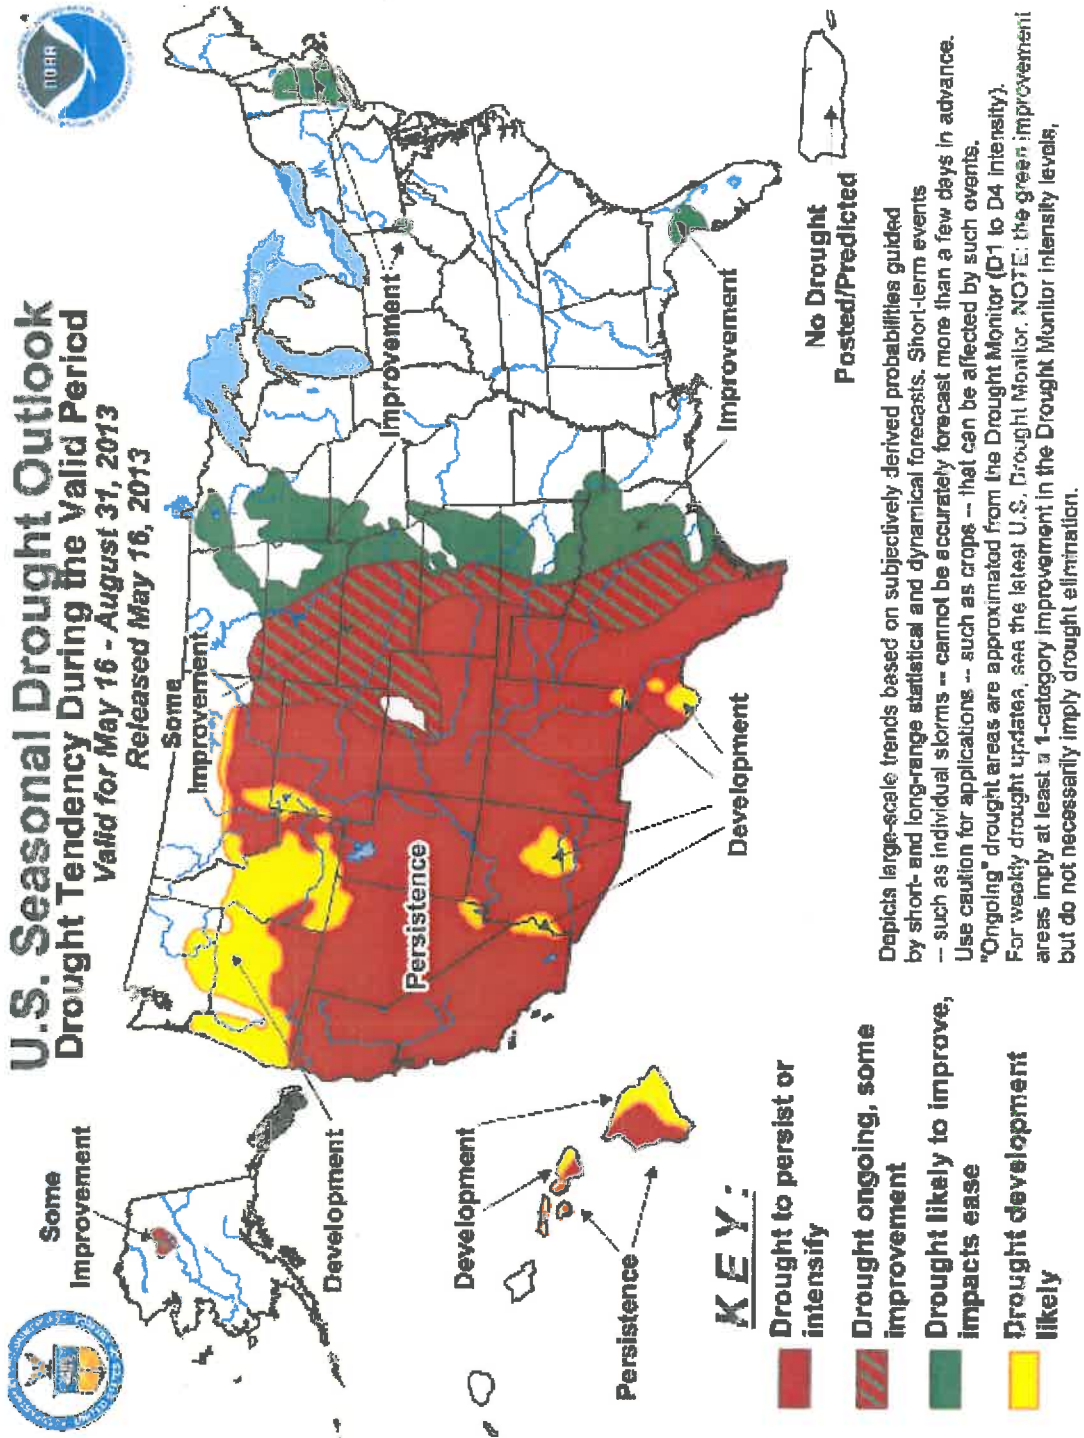 U.S. Seasonal Drought Outlook
Drought Tendency During the Valid Period
Valid for May 16 - August 31, 2013
Released May 16, 2013
NOAA
Some
Improvement
Some
Improvement
Development
Persistence
Improvement
Improvement
Development
Development
Persistence
No Drought
Posted/Predicted
KEY:
Drought to persist or
intensify
Drought ongoing, some
improvement
Drought likely to improve,
impacts ease
Drought development
likely
Depicts large-scale trends based on subjectively derived probabilities guided
by short- and long-range statistical and dynamical forecasts. Short-term events
-- such as individual storms -- cannot be accurately forecast more than a few days in advance.
Use caution for applications -- such as crops -- that can be affected by such events.
"Ongoing" drought areas are approximated from the Drought Monitor (D1 to D4 intensity).
For weekly drought updates, see the latest U.S. Drought Monitor. NOTE: the green improvement
areas imply at least a 1-category improvement in the Drought Monitor intensity levels,
but do not necessarily imply drought elimination.